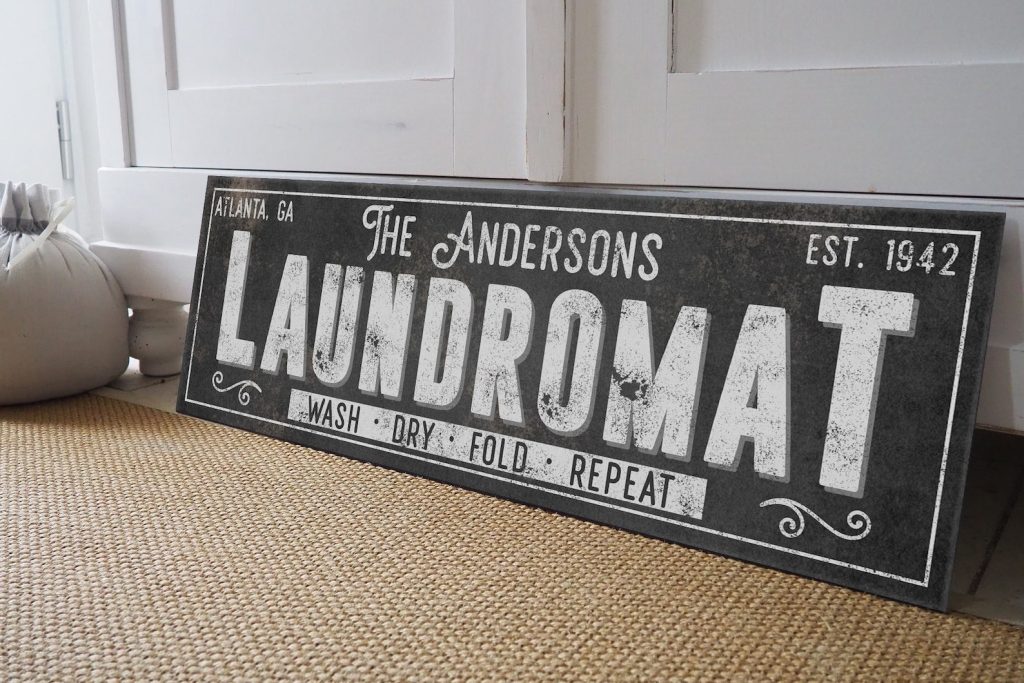 ATLANTA, GA
THE ANDERSONS
EST. 1942
LAUNDROMAT
WASH · DRY · FOLD · REPEAT